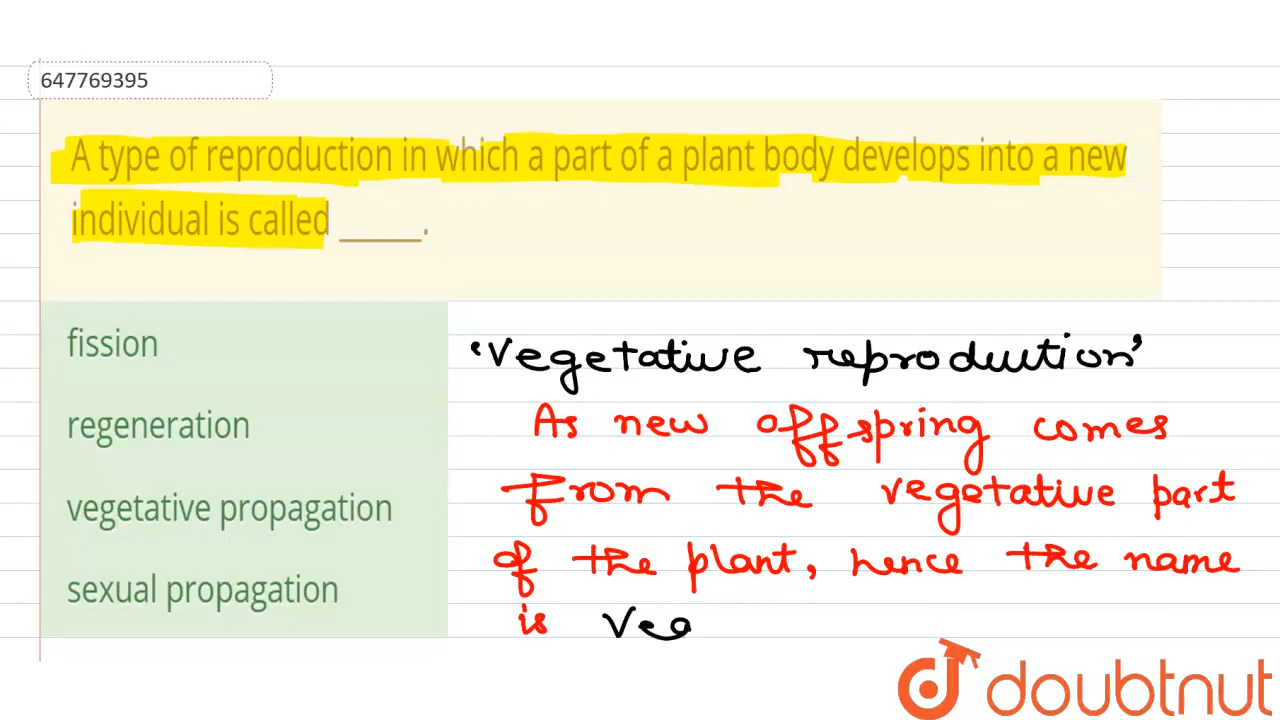 647769395
A type of reproduction in which a part of a plant body develops into a new
individual is called ______.
fission
regeneration
vegetative propagation
sexual propagation
'Vegetative reproduction'
As new offspring comes
from the vegetative part
of the plant, hence the name
is Veg
doubtnut